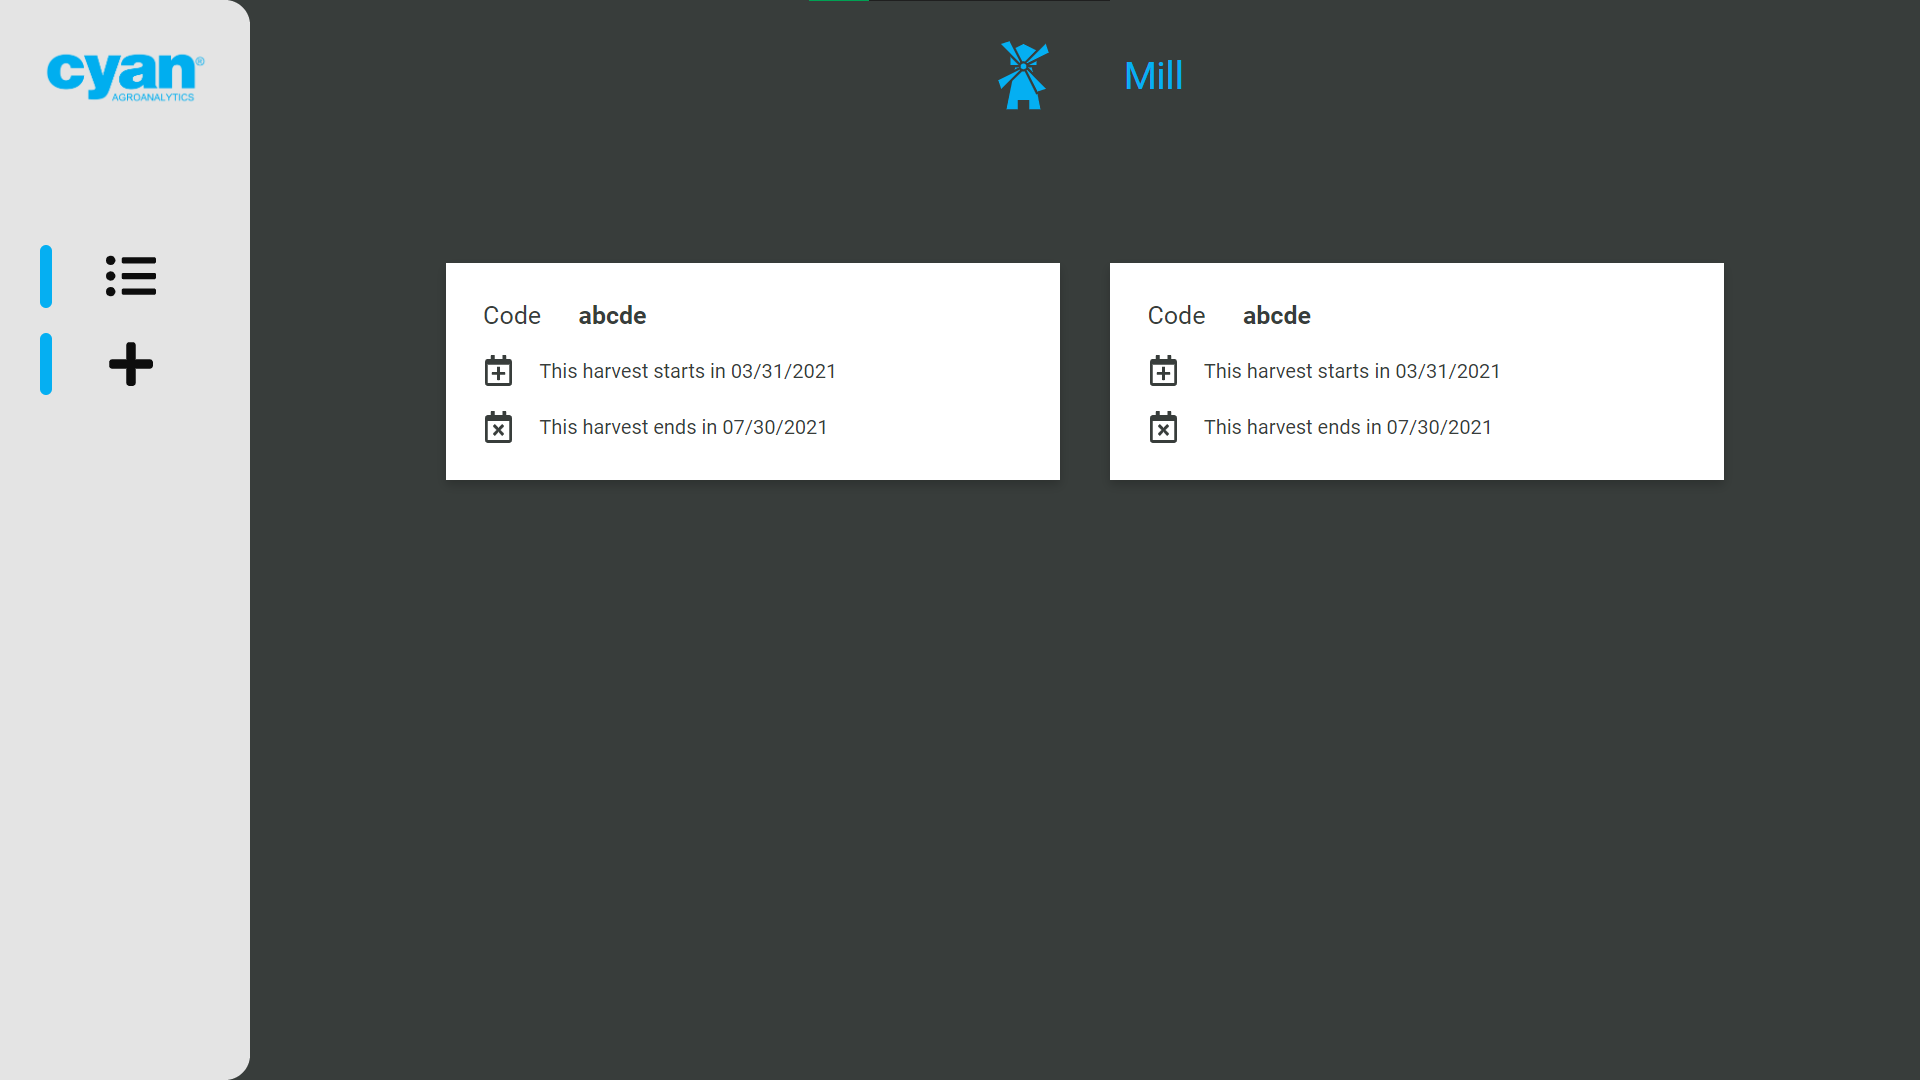 cyan®
AGROANALYTICS
Mill
Code abcde
This harvest starts in 03/31/2021
This harvest ends in 07/30/2021
Code abcde
This harvest starts in 03/31/2021
This harvest ends in 07/30/2021